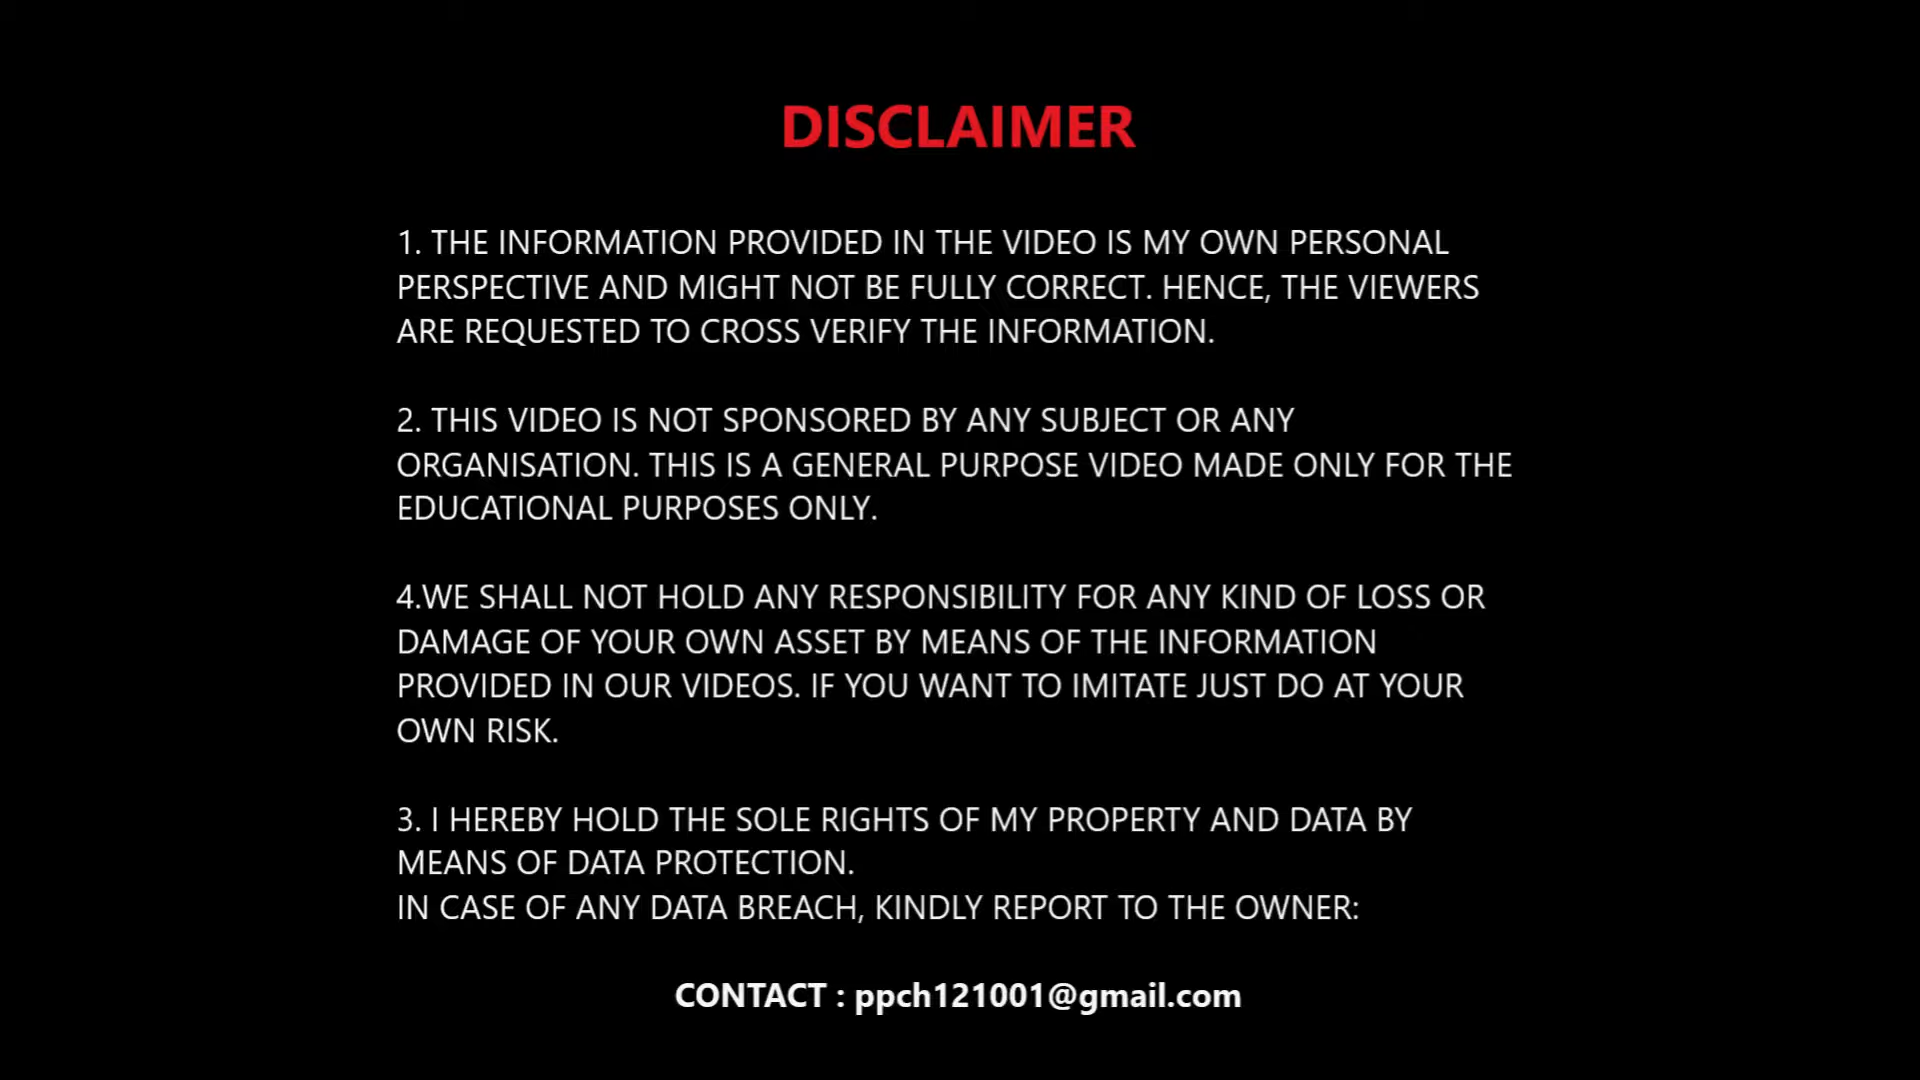 DISCLAIMER
1. THE INFORMATION PROVIDED IN THE VIDEO IS MY OWN PERSONAL
PERSPECTIVE AND MIGHT NOT BE FULLY CORRECT. HENCE, THE VIEWERS
ARE REQUESTED TO CROSS VERIFY THE INFORMATION.
2. THIS VIDEO IS NOT SPONSORED BY ANY SUBJECT OR ANY
ORGANISATION. THIS IS A GENERAL PURPOSE VIDEO MADE ONLY FOR THE
EDUCATIONAL PURPOSES ONLY.
4.WE SHALL NOT HOLD ANY RESPONSIBILITY FOR ANY KIND OF LOSS OR
DAMAGE OF YOUR OWN ASSET BY MEANS OF THE INFORMATION
PROVIDED IN OUR VIDEOS. IF YOU WANT TO IMITATE JUST DO AT YOUR
OWN RISK.
3. I HEREBY HOLD THE SOLE RIGHTS OF MY PROPERTY AND DATA BY
MEANS OF DATA PROTECTION.
IN CASE OF ANY DATA BREACH, KINDLY REPORT TO THE OWNER:
CONTACT : ppch121001@gmail.com